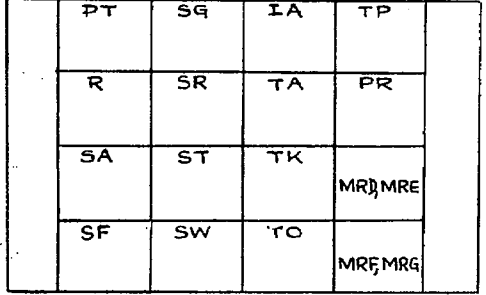 PT SG IA TP
R SR TA PR
SA ST TK
MRD, MRE
SF SW TO
MRF, MRG